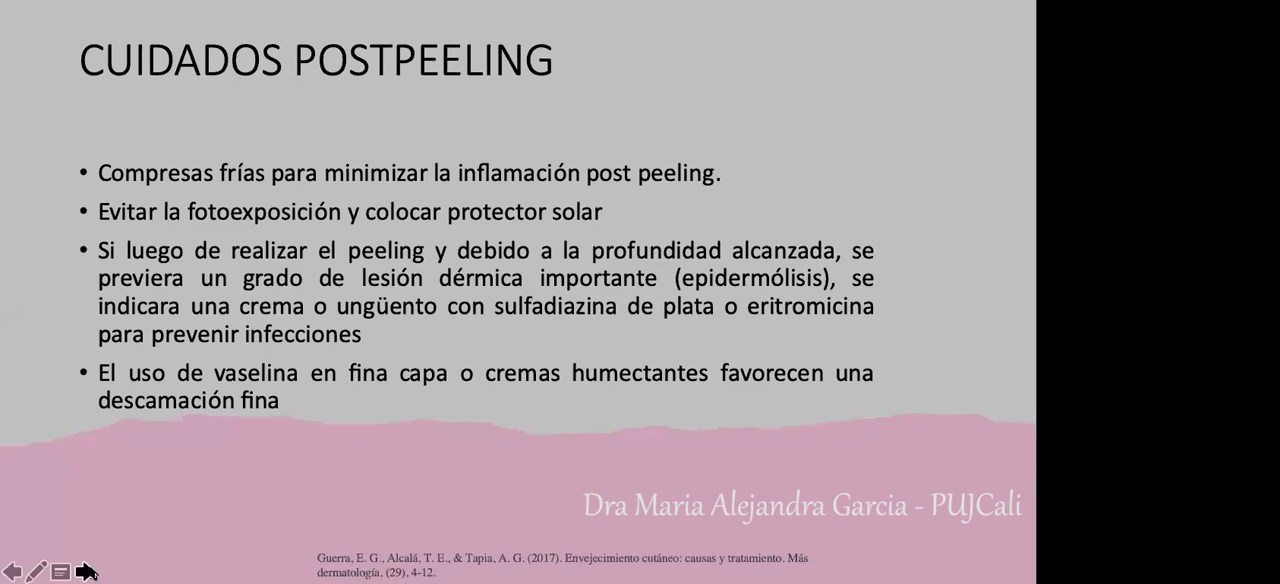 CUIDADOS POSTPEELING
• Compresas frías para minimizar la inflamación post peeling.
• Evitar la fotoexposición y colocar protector solar
• Si luego de realizar el peeling y debido a la profundidad alcanzada, se
previera un grado de lesión dérmica importante (epidermólisis), se
indicara una crema o ungüento con sulfadiazina de plata o eritromicina
para prevenir infecciones
• El uso de vaselina en fina capa o cremas humectantes favorecen una
descamación fina
Dra Maria Alejandra Garcia - PUJCali
Guerra, E. G., Alcalá, T. E., & Tapia, A. G. (2017). Envejecimiento cutáneo: causas y tratamiento. Más
dermatología, (29), 4-12.